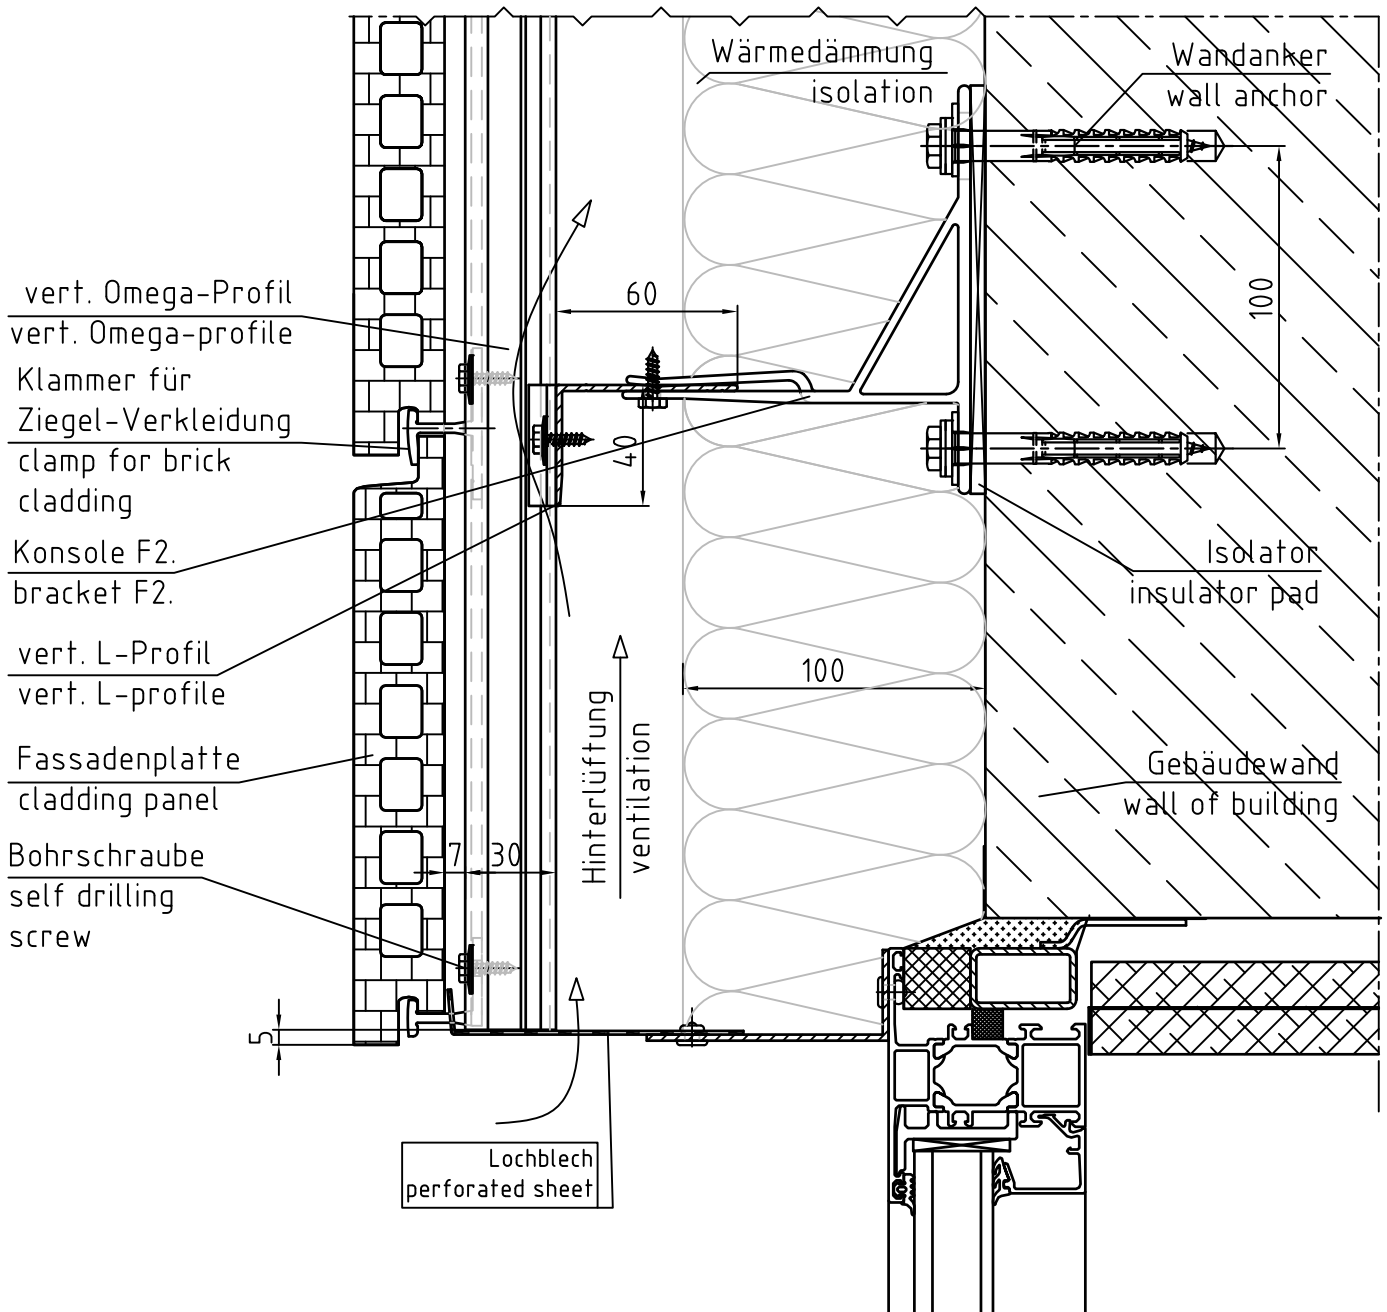 Wärmedämmung
isolation
Wandanker
wall anchor
100
60
vert. Omega-Profil
vert. Omega-profile
Klammer für
Ziegel-Verkleidung
clamp for brick
cladding
40
Konsole F2.
bracket F2.
Isolator
insulator pad
vert. L-Profil
vert. L-profile
100
Hinterlüftung
ventilation
Fassadenplatte
cladding panel
Gebäudewand
wall of building
Bohrschraube
self drilling
screw
7
30
5
Lochblech
perforated sheet